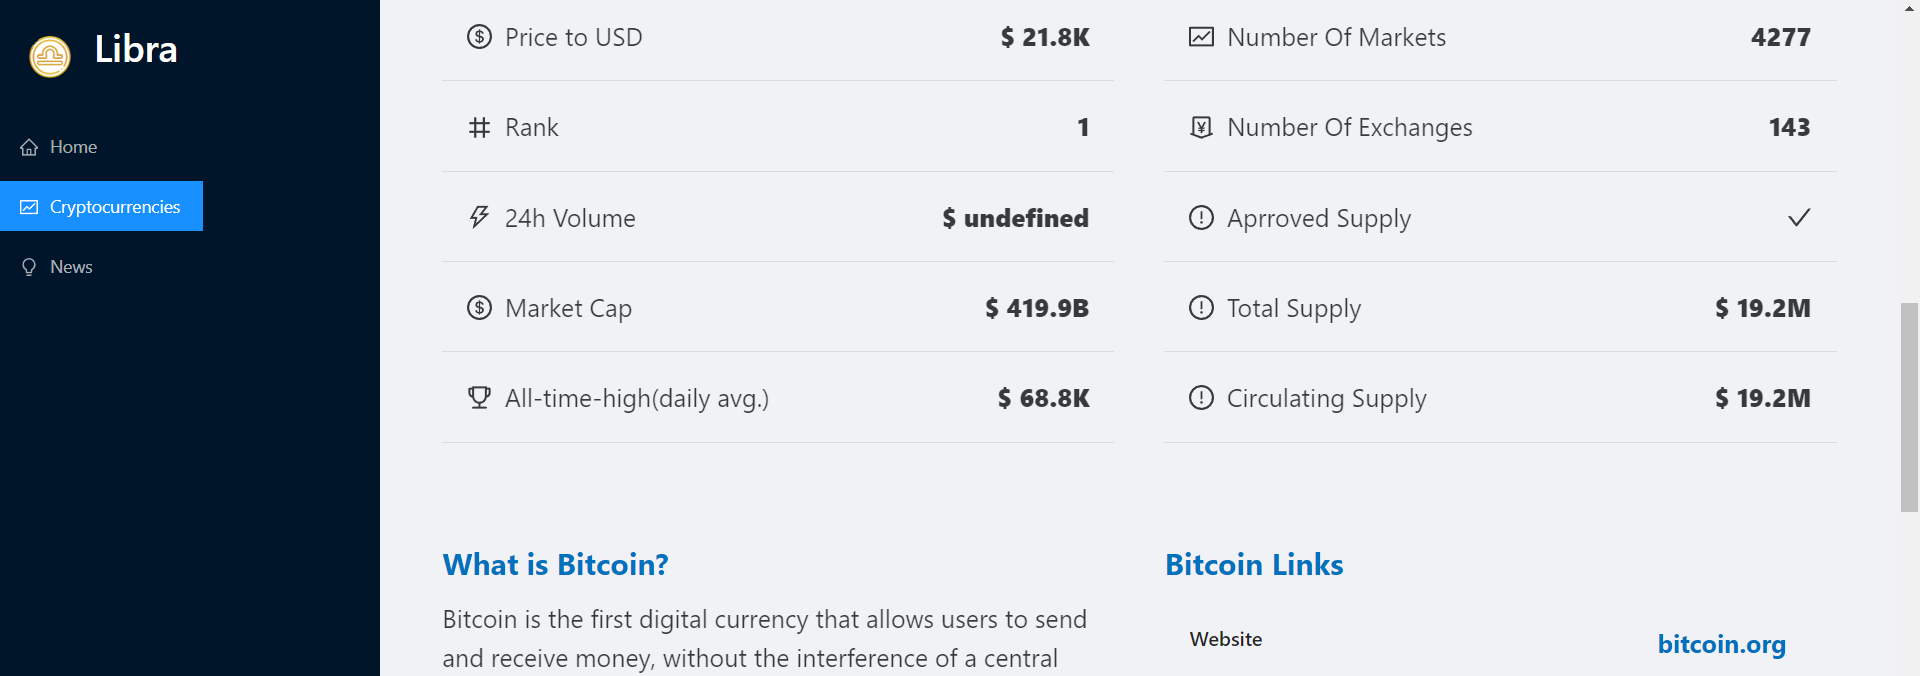 Libra
Home
Cryptocurrencies
News
Price to USD $ 21.8K
Rank 1
24h Volume $ undefined
Market Cap $ 419.9B
All-time-high(daily avg.) $ 68.8K
Number Of Markets 4277
Number Of Exchanges 143
Aprroved Supply
Total Supply $ 19.2M
Circulating Supply $ 19.2M
What is Bitcoin?
Bitcoin is the first digital currency that allows users to send
and receive money, without the interference of a central
Bitcoin Links
Website bitcoin.org